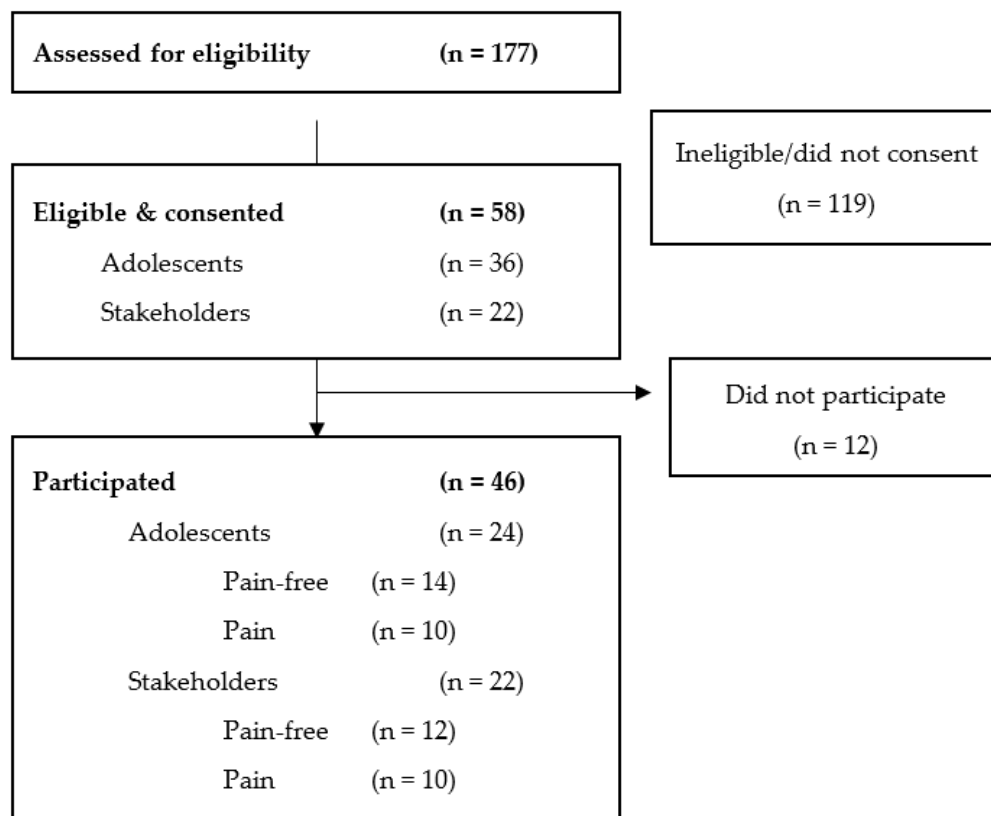 Assessed for eligibility (n = 177)
Ineligible/did not consent
(n = 119)
Eligible & consented (n = 58)
Adolescents (n = 36)
Stakeholders (n = 22)
Did not participate
(n = 12)
Participated (n = 46)
Adolescents (n = 24)
Pain-free (n = 14)
Pain (n = 10)
Stakeholders (n = 22)
Pain-free (n = 12)
Pain (n = 10)